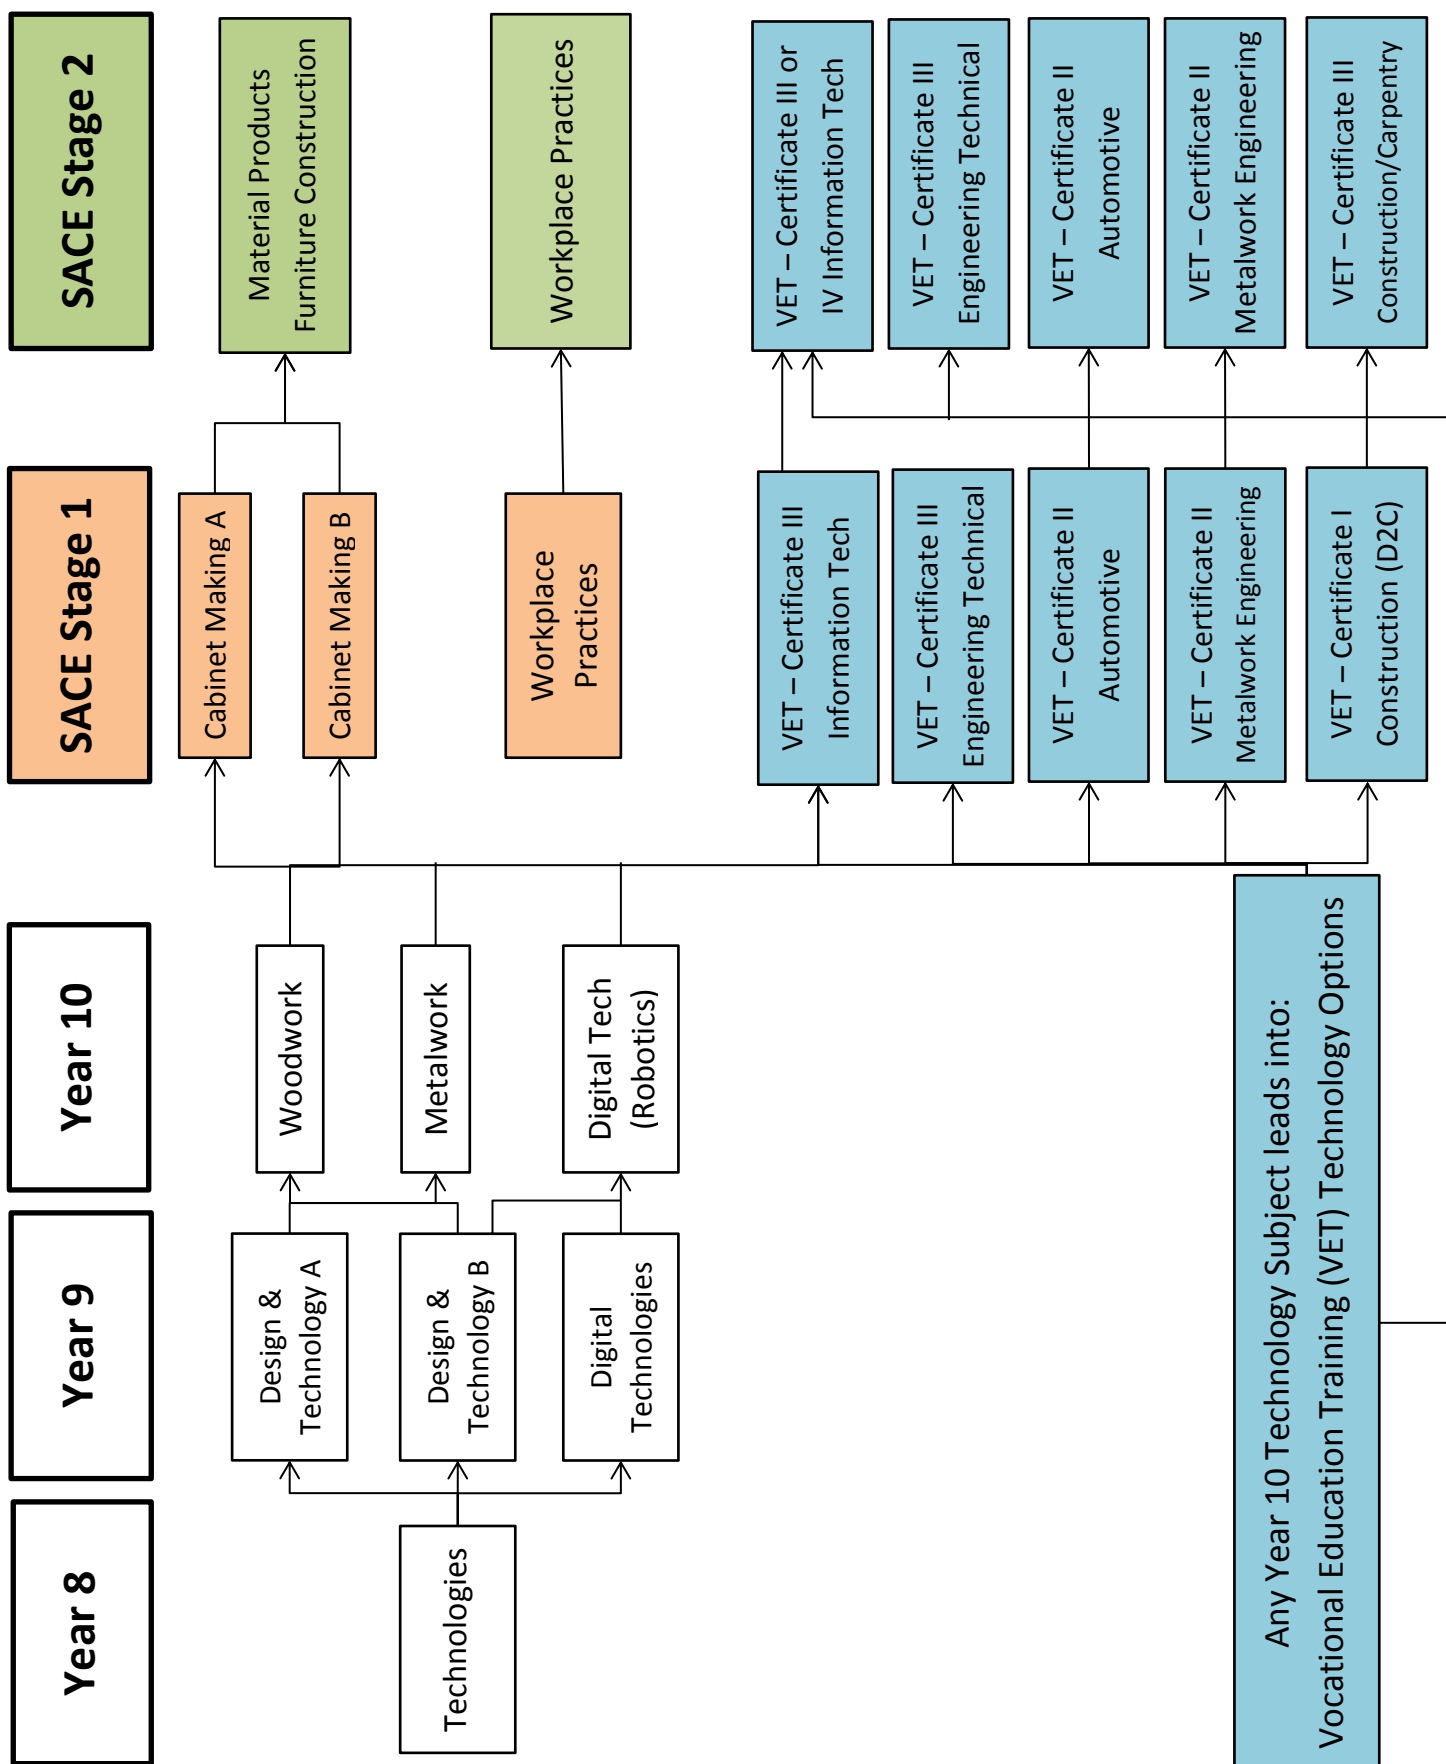 Year 8
Year 9
Year 10
SACE Stage 1
SACE Stage 2
Technologies
Design &
Technology A
Design &
Technology B
Digital
Technologies
Woodwork
Metalwork
Digital Tech
(Robotics)
Cabinet Making A
Cabinet Making B
Workplace
Practices
Material Products
Furniture Construction
Workplace Practices
VET – Certificate III
Information Tech
VET – Certificate III
Engineering Technical
VET – Certificate II
Automotive
VET – Certificate II
Metalwork Engineering
VET – Certificate I
Construction (D2C)
VET – Certificate III or
IV Information Tech
VET – Certificate III
Engineering Technical
VET – Certificate II
Automotive
VET – Certificate II
Metalwork Engineering
VET – Certificate III
Construction/Carpentry
Any Year 10 Technology Subject leads into:
Vocational Education Training (VET) Technology Options